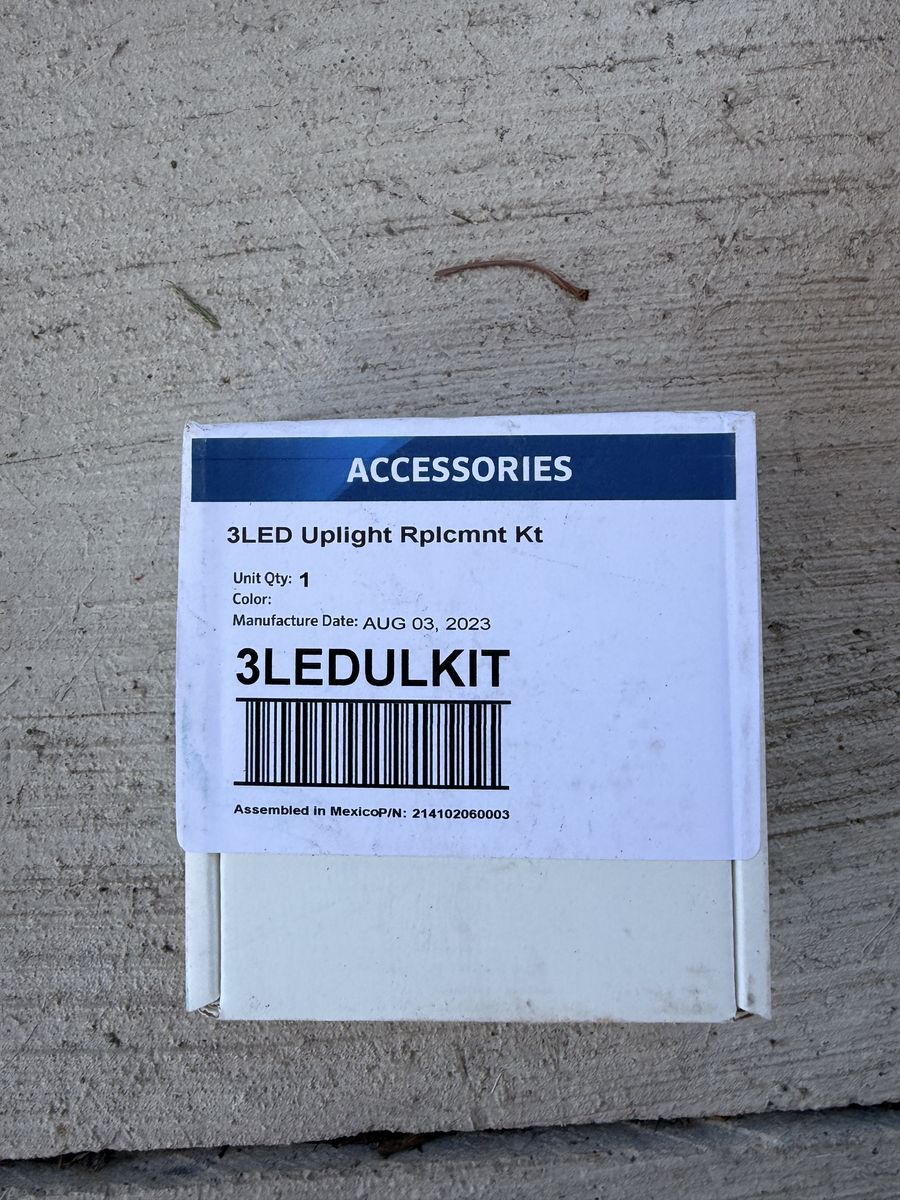 ACCESSORIES
3LED Uplight Rplcmnt Kt
Unit Qty: 1
Color:
Manufacture Date: AUG 03, 2023
3LEDULKIT
Assembled in MexicoP/N: 214102060003